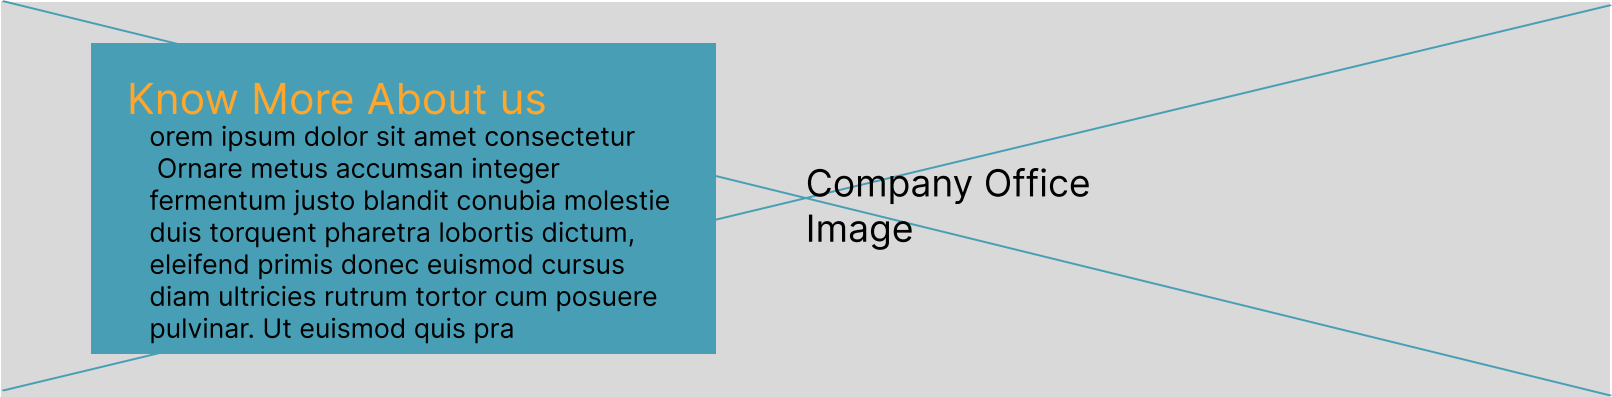 Know More About us
orem ipsum dolor sit amet consectetur
Ornare metus accumsan integer
fermentum justo blandit conubia molestie
duis torquent pharetra lobortis dictum,
eleifend primis donec euismod cursus
diam ultricies rutrum tortor cum posuere
pulvinar. Ut euismod quis pra
Company Office
Image